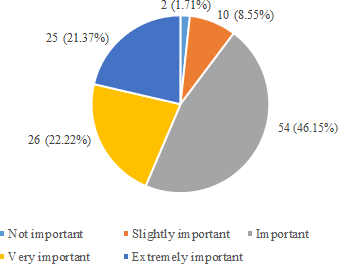 2 (1.71%)
10 (8.55%)
25 (21.37%)
54 (46.15%)
26 (22.22%)
Not important Slightly important Important
Very important Extremely important